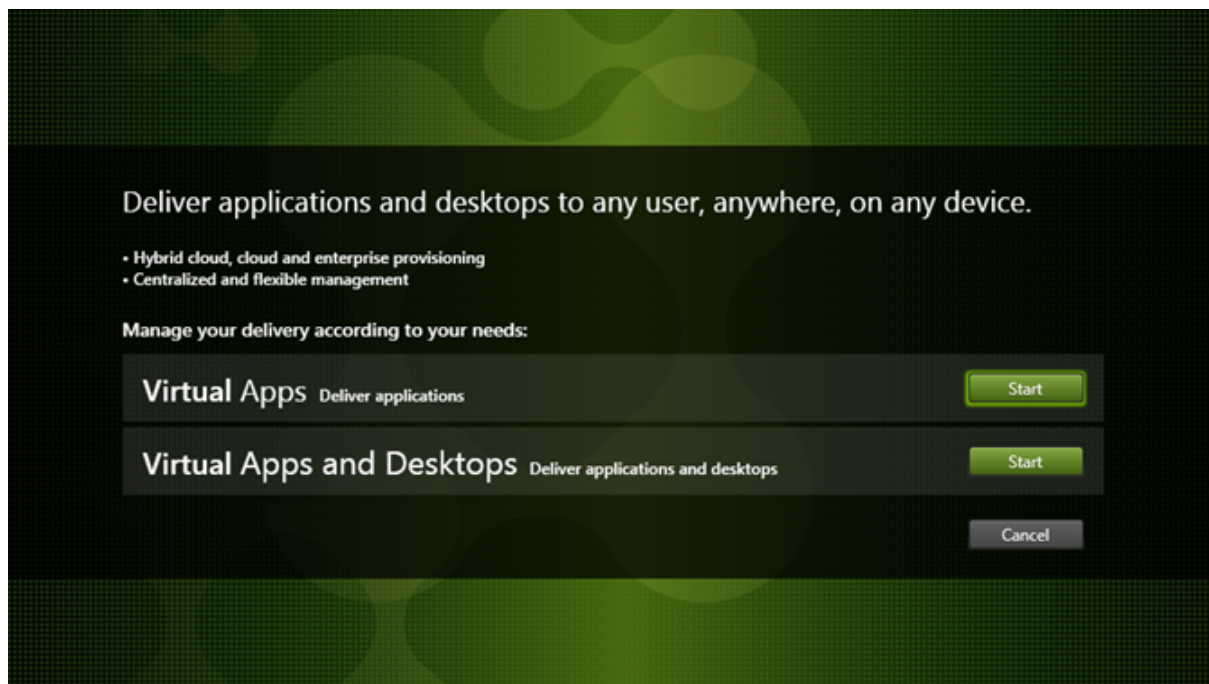 Deliver applications and desktops to any user, anywhere, on any device.
• Hybrid cloud, cloud and enterprise provisioning
• Centralized and flexible management
Manage your delivery according to your needs:
Virtual Apps Deliver applications Start
Virtual Apps and Desktops Deliver applications and desktops Start
Cancel